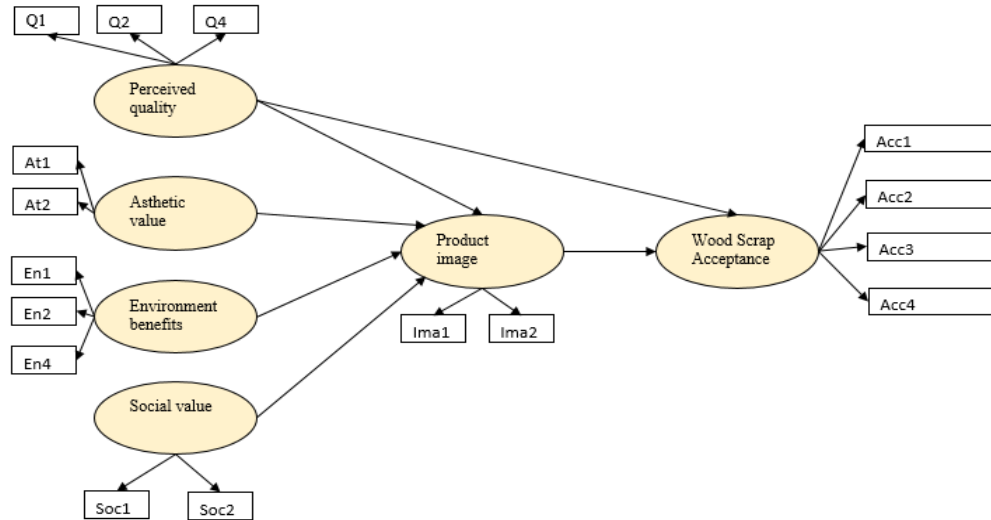 Q1
Q2
Q4
Perceived
quality
At1
At2
Asthetic
value
En1
En2
En4
Environment
benefits
Social value
Soc1
Soc2
Product
image
Ima1
Ima2
Wood Scrap
Acceptance
Acc1
Acc2
Acc3
Acc4